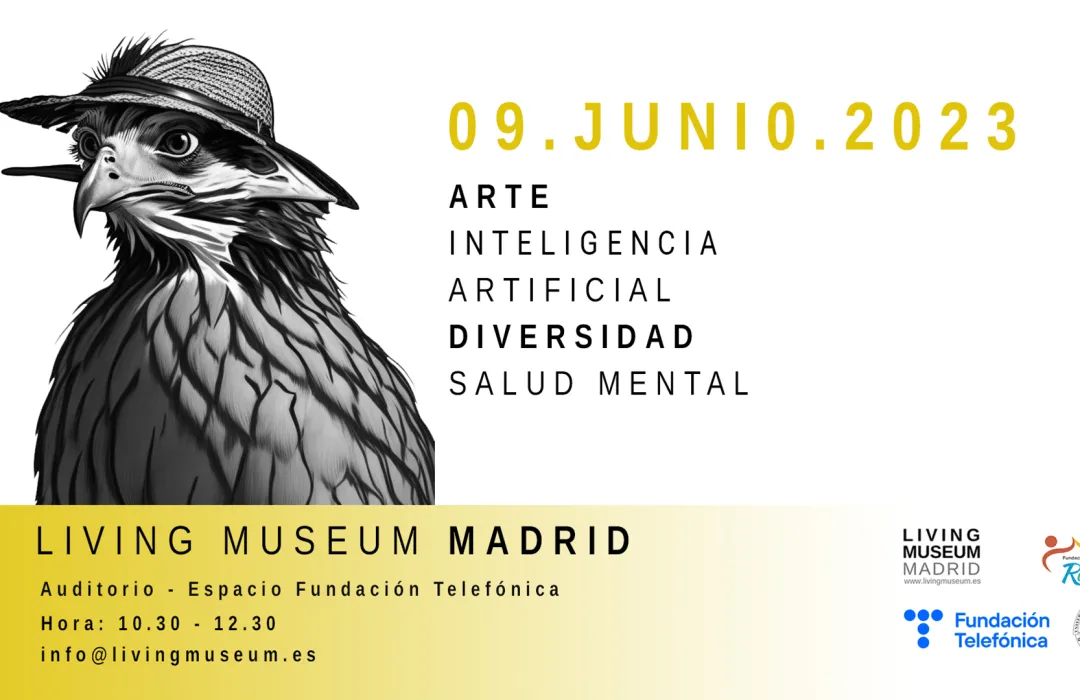 09.JUNIO.2023
ARTE
INTELIGENCIA
ARTIFICIAL
DIVERSIDAD
SALUD MENTAL
LIVING MUSEUM MADRID
Auditorio - Espacio Fundación Telefónica
Hora: 10.30 - 12.30
info@livingmuseum.es
LIVING
MUSEUM
MADRID
www.livingmuseum.es
Fundación
Telefónica